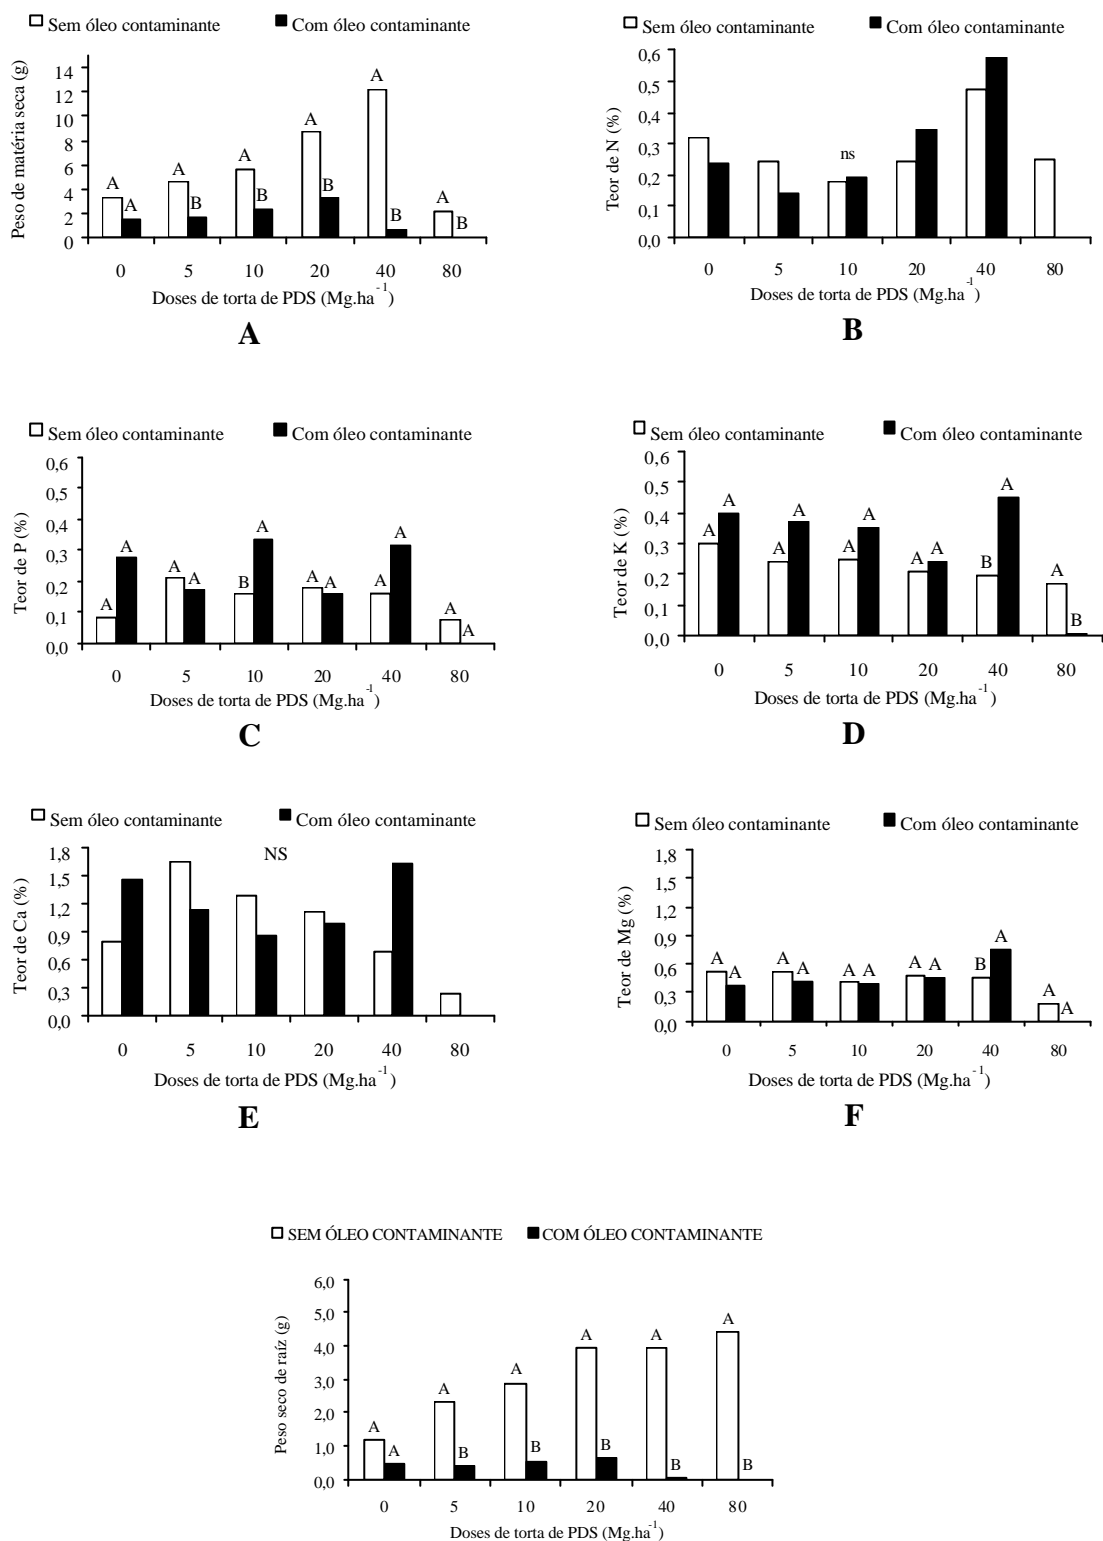 Sem óleo contaminante Com óleo contaminante
Peso de matéria seca (g)
14
12
10
8
6
4
2
0
A A A B A B A B A B A B
0 5 10 20 40 80
Doses de torta de PDS (Mg.ha-1)
A
Sem óleo contaminante Com óleo contaminante
Teor de N (%)
0,6
0,5
0,4
0,3
0,2
0,1
0,0
ns
0 5 10 20 40 80
Doses de torta de PDS (Mg.ha-1)
B
Sem óleo contaminante Com óleo contaminante
Teor de P (%)
0,6
0,5
0,4
0,3
0,2
0,1
0,0
A A A A B A A A A A A A
0 5 10 20 40 80
Doses de torta de PDS (Mg.ha-1)
C
Sem óleo contaminante Com óleo contaminante
Teor de K (%)
0,6
0,5
0,4
0,3
0,2
0,1
0,0
A A A A A A A A B A A B
0 5 10 20 40 80
Doses de torta de PDS (Mg.ha-1)
D
Sem óleo contaminante Com óleo contaminante
Teor de Ca (%)
1,8
1,5
1,2
0,9
0,6
0,3
0,0
NS
0 5 10 20 40 80
Doses de torta de PDS (Mg.ha-1)
E
Sem óleo contaminante Com óleo contaminante
Teor de Mg (%)
1,8
1,5
1,2
0,9
0,6
0,3
0,0
A A A A A A A A B A A A
0 5 10 20 40 80
Doses de torta de PDS (Mg.ha-1)
F
SEM ÓLEO CONTAMINANTE COM ÓLEO CONTAMINANTE
Peso seco de raíz (g)
6,0
5,0
4,0
3,0
2,0
1,0
0,0
A A A B A B A B A B A B
0 5 10 20 40 80
Doses de torta de PDS (Mg.ha-1)